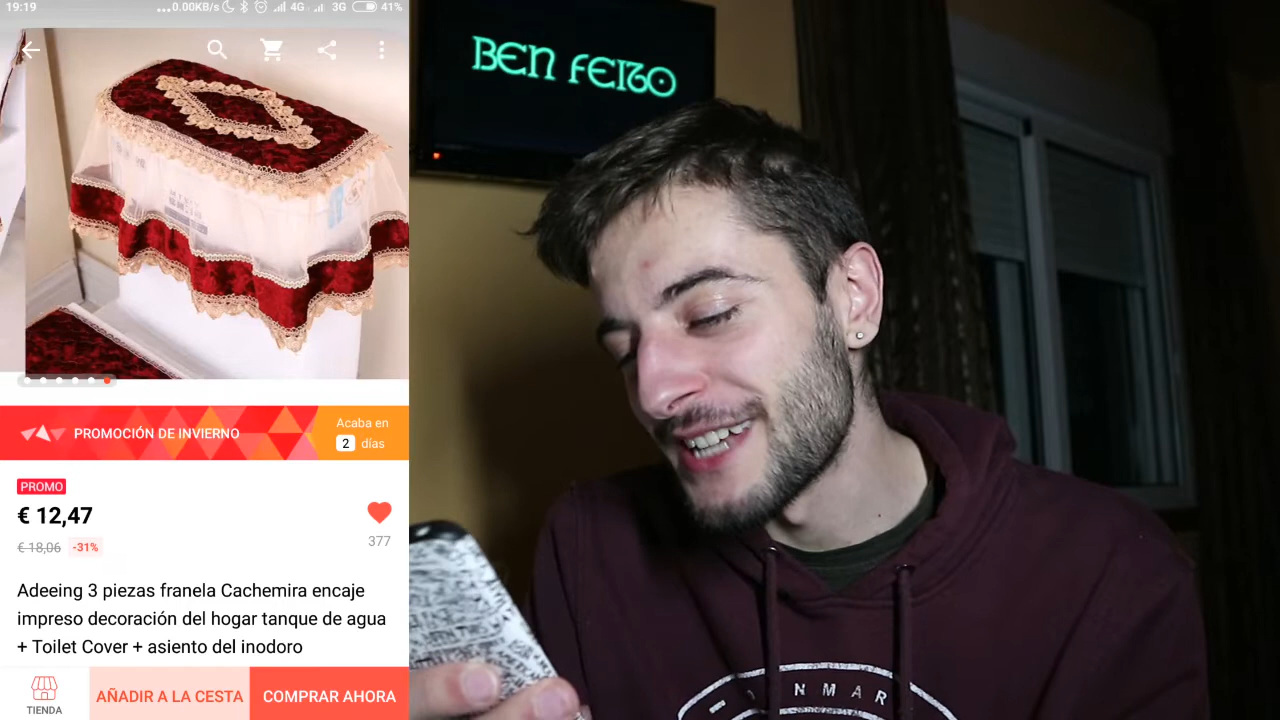 19:19
...0.00KB/s
4G
3G
41%
BEN FEITO
PROMOCIÓN DE INVIERNO
Acaba en
2 días
PROMO
€ 12,47
€ 18,06 -31%
377
Adeeing 3 piezas franela Cachemira encaje
impreso decoración del hogar tanque de agua
+ Toilet Cover + asiento del inodoro
TIENDA
AÑADIR A LA CESTA
COMPRAR AHORA
NMAR